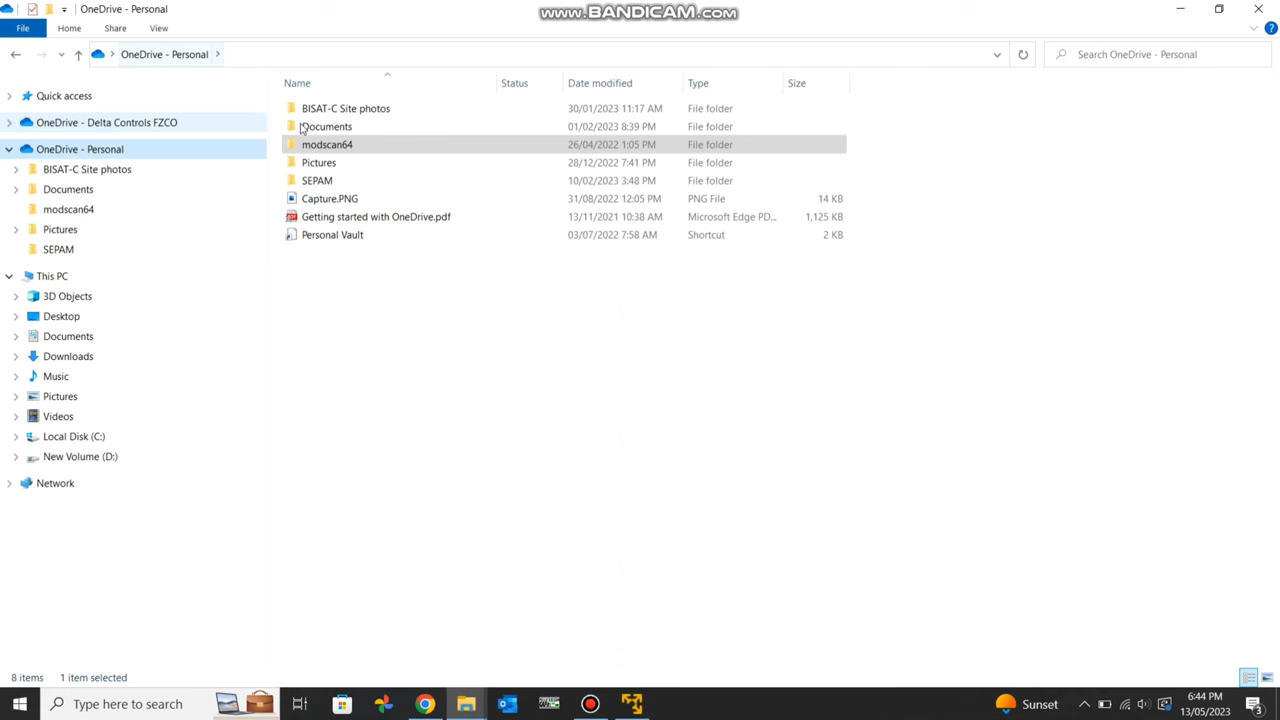 OneDrive - Personal
www.BANDICAM.com
File Home Share View
OneDrive - Personal
Search OneDrive - Personal
Name Status Date modified Type Size
Quick access
OneDrive - Delta Controls FZCO
OneDrive - Personal
BISAT-C Site photos
Documents
modscan64
Pictures
SEPAM
This PC
3D Objects
Desktop
Documents
Downloads
Music
Pictures
Videos
Local Disk (C:)
New Volume (D:)
Network
BISAT-C Site photos 30/01/2023 11:17 AM File folder
Documents 01/02/2023 8:39 PM File folder
modscan64 26/04/2022 1:05 PM File folder
Pictures 28/12/2022 7:41 PM File folder
SEPAM 10/02/2023 3:48 PM File folder
Capture.PNG 31/08/2022 12:05 PM PNG File 14 KB
Getting started with OneDrive.pdf 13/11/2021 10:38 AM Microsoft Edge PD... 1,125 KB
Personal Vault 03/07/2022 7:58 AM Shortcut 2 KB
8 items 1 item selected
Type here to search
Sunset
6:44 PM
13/05/2023
3